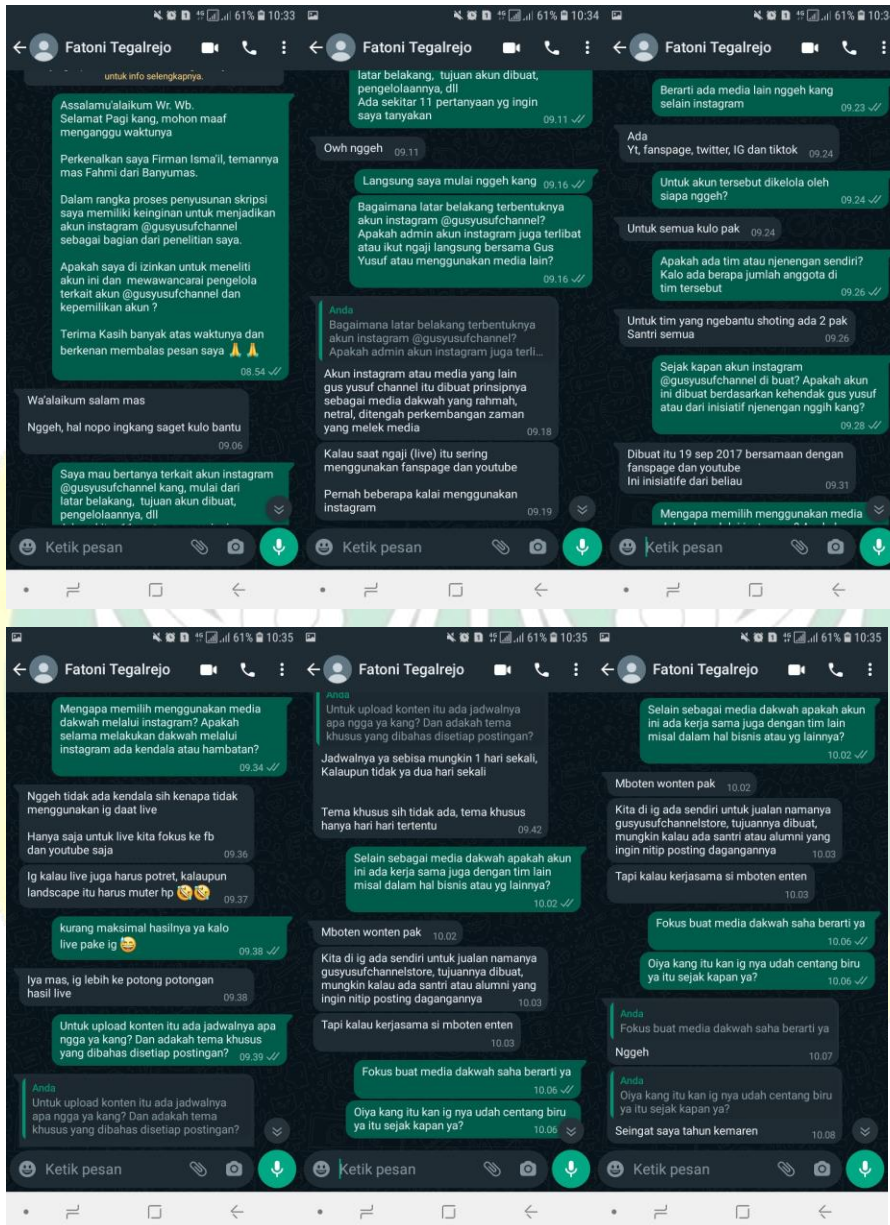 61% 10:33
Fatoni Tegalrejo
untuk info selengkapnya.
Assalamu'alaikum Wr. Wb.
Selamat Pagi kang, mohon maaf
menganggu waktunya
Perkenalkan saya Firman Isma'il, temannya
mas Fahmi dari Banyumas.
Dalam rangka proses penyusunan skripsi
saya memiliki keinginan untuk menjadikan
akun instagram @gusyusufchannel
sebagai bagian dari penelitian saya.
Apakah saya di izinkan untuk meneliti
akun ini dan mewawancarai pengelola
terkait akun @gusyusufchannel dan
kepemilikan akun ?
Terima Kasih banyak atas waktunya dan
berkenan membalas pesan saya 🙏 🙏
08.54
Wa'alaikum salam mas
Nggeh, hal nopo ingkang saget kulo bantu
09.06
Saya mau bertanya terkait akun instagram
@gusyusufchannel kang, mulai dari
latar belakang, tujuan akun dibuat,
pengelolaannya, dll
Ketik pesan
61% 10:34
Fatoni Tegalrejo
latar belakang, tujuan akun dibuat,
pengelolaannya, dll
Ada sekitar 11 pertanyaan yg ingin
saya tanyakan
09.11
Owh nggeh 09.11
Langsung saya mulai nggeh kang 09.16
Bagaimana latar belakang terbentuknya
akun instagram @gusyusufchannel?
Apakah admin akun instagram juga terlibat
atau ikut ngaji langsung bersama Gus
Yusuf atau menggunakan media lain?
09.16
Anda
Bagaimana latar belakang terbentuknya
akun instagram @gusyusufchannel?
Apakah admin akun instagram juga terli...
Akun instagram atau media yang lain
gus yusuf channel itu dibuat prinsipnya
sebagai media dakwah yang rahmah,
netral, ditengah perkembangan zaman
yang melek media 09.18
Kalau saat ngaji (live) itu sering
menggunakan fanspage dan youtube
Pernah beberapa kalai menggunakan
instagram 09.19
Ketik pesan
61% 10:3
Fatoni Tegalrejo
Berarti ada media lain nggeh kang
selain instagram 09.23
Ada
Yt, fanspage, twitter, IG dan tiktok 09.24
Untuk akun tersebut dikelola oleh
siapa nggeh? 09.24
Untuk semua kulo pak 09.24
Apakah ada tim atau njenengan sendiri?
Kalo ada berapa jumlah anggota di
tim tersebut 09.26
Untuk tim yang ngebantu shoting ada 2 pak
Santri semua 09.26
Sejak kapan akun instagram
@gusyusufchannel di buat? Apakah akun
ini dibuat berdasarkan kehendak gus yusuf
atau dari inisiatif njenengan nggih kang?
09.28
Dibuat itu 19 sep 2017 bersamaan dengan
fanspage dan youtube
Ini inisiatife dari beliau 09.31
Mengapa memilih menggunakan media
Ketik pesan
61% 10:35
Fatoni Tegalrejo
Mengapa memilih menggunakan media
dakwah melalui instagram? Apakah
selama melakukan dakwah melalui
instagram ada kendala atau hambatan?
09.34
Nggeh tidak ada kendala sih kenapa tidak
menggunakan ig daat live
Hanya saja untuk live kita fokus ke fb
dan youtube saja 09.36
Ig kalau live juga harus potret, kalaupun
landscape itu harus muter hp 🤣🤣 09.37
kurang maksimal hasilnya ya kalo
live pake ig 😅 09.38
Iya mas, ig lebih ke potong potongan
hasil live 09.38
Untuk upload konten itu ada jadwalnya apa
ngga ya kang? Dan adakah tema khusus
yang dibahas disetiap postingan? 09.39
Anda
Untuk upload konten itu ada jadwalnya
apa ngga ya kang? Dan adakah tema
khusus yang dibahas disetiap postingan?
Ketik pesan
61% 10:35
Fatoni Tegalrejo
Anda
Untuk upload konten itu ada jadwalnya
apa ngga ya kang? Dan adakah tema
khusus yang dibahas disetiap postingan?
Jadwalnya ya sebisa mungkin 1 hari sekali,
Kalaupun tidak ya dua hari sekali
Tema khusus sih tidak ada, tema khusus
hanya hari hari tertentu 09.42
Selain sebagai media dakwah apakah akun
ini ada kerja sama juga dengan tim lain
misal dalam hal bisnis atau yg lainnya?
10.02
Mboten wonten pak 10.02
Kita di ig ada sendiri untuk jualan namanya
gusyusufchannelstore, tujuannya dibuat,
mungkin kalau ada santri atau alumni yang
ingin nitip posting dagangannya 10.03
Tapi kalau kerjasama si mboten enten
10.03
Fokus buat media dakwah saha berarti ya
10.06
Oiya kang itu kan ig nya udah centang biru
ya itu sejak kapan ya? 10.06
Ketik pesan
61% 10:35
Fatoni Tegalrejo
Selain sebagai media dakwah apakah akun
ini ada kerja sama juga dengan tim lain
misal dalam hal bisnis atau yg lainnya?
10.02
Mboten wonten pak 10.02
Kita di ig ada sendiri untuk jualan namanya
gusyusufchannelstore, tujuannya dibuat,
mungkin kalau ada santri atau alumni yang
ingin nitip posting dagangannya 10.03
Tapi kalau kerjasama si mboten enten
10.03
Fokus buat media dakwah saha berarti ya
10.06
Oiya kang itu kan ig nya udah centang biru
ya itu sejak kapan ya? 10.06
Anda
Fokus buat media dakwah saha berarti ya
Nggeh 10.07
Anda
Oiya kang itu kan ig nya udah centang biru
ya itu sejak kapan ya?
Seingat saya tahun kemaren 10.08
Ketik pesan